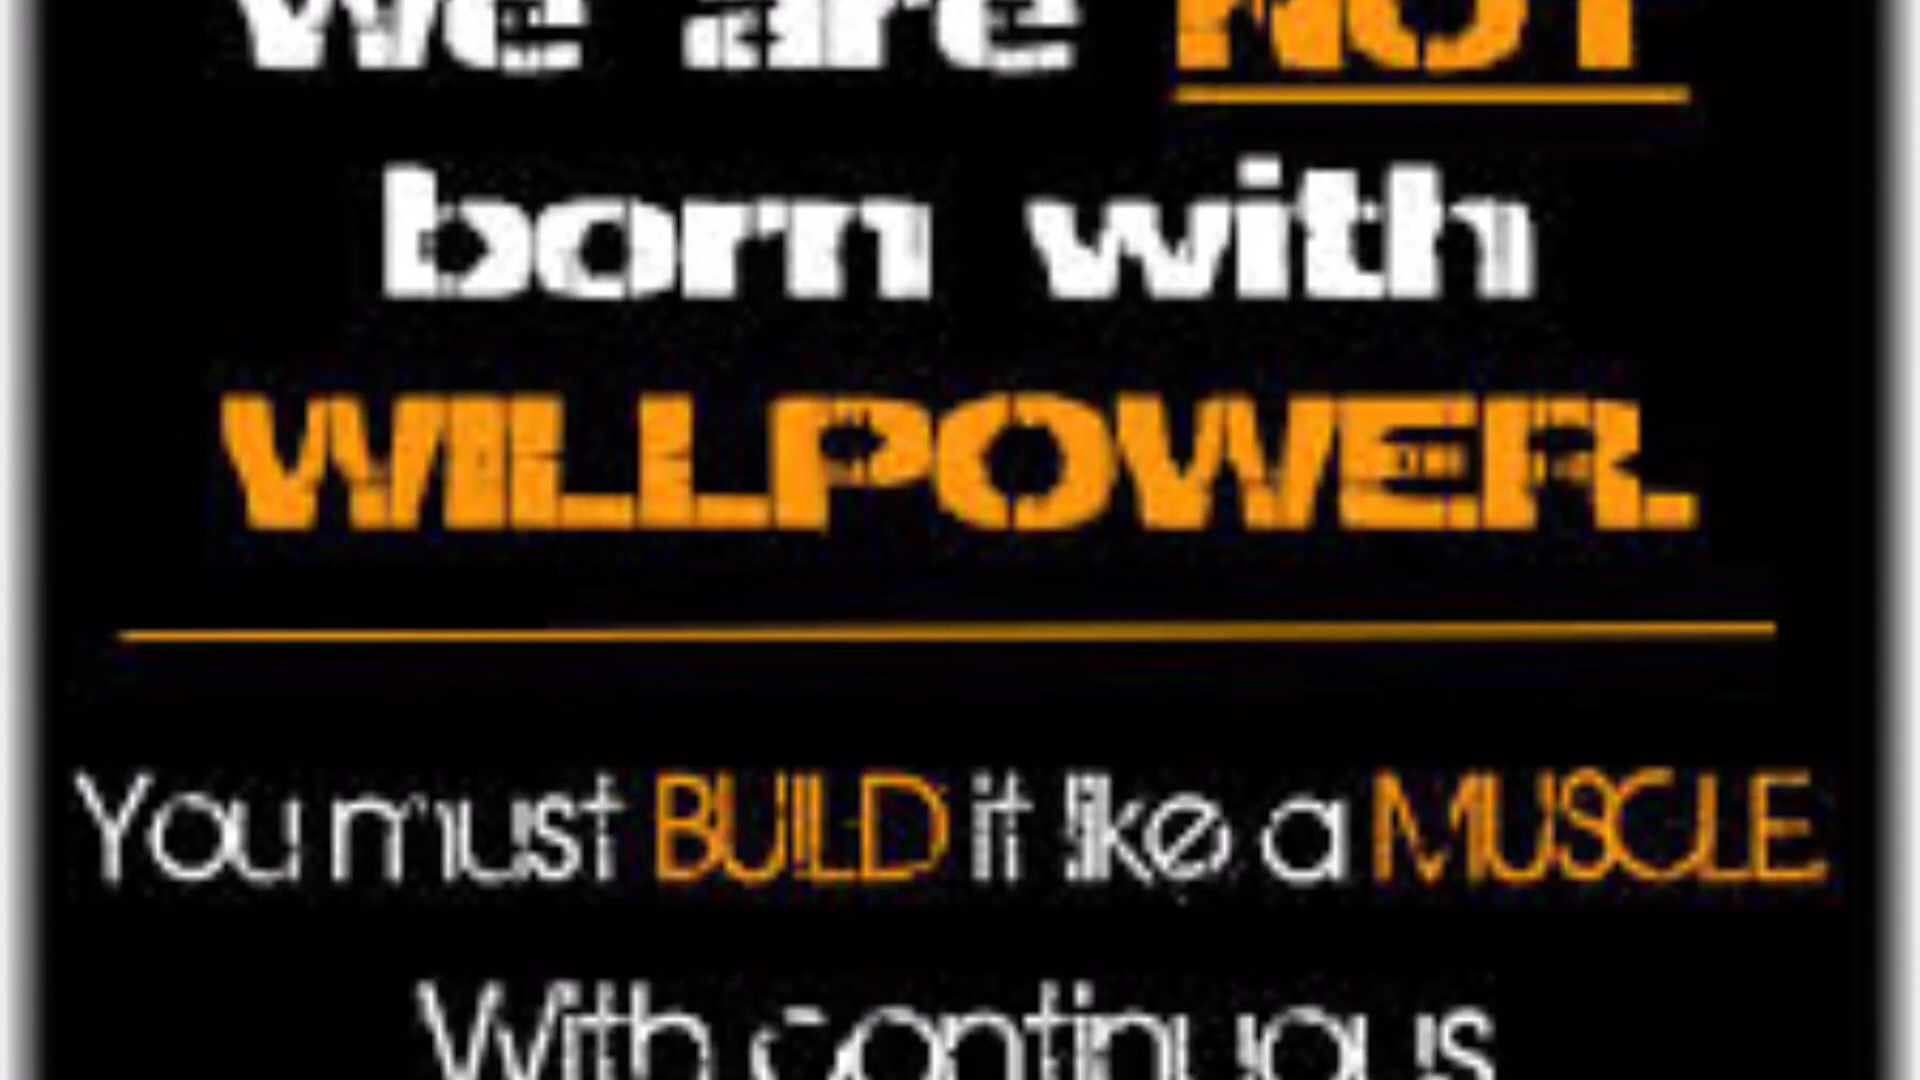 We are NOT
born with
WILLPOWER.
You must BUILD it like a MUSCLE.
With continuous